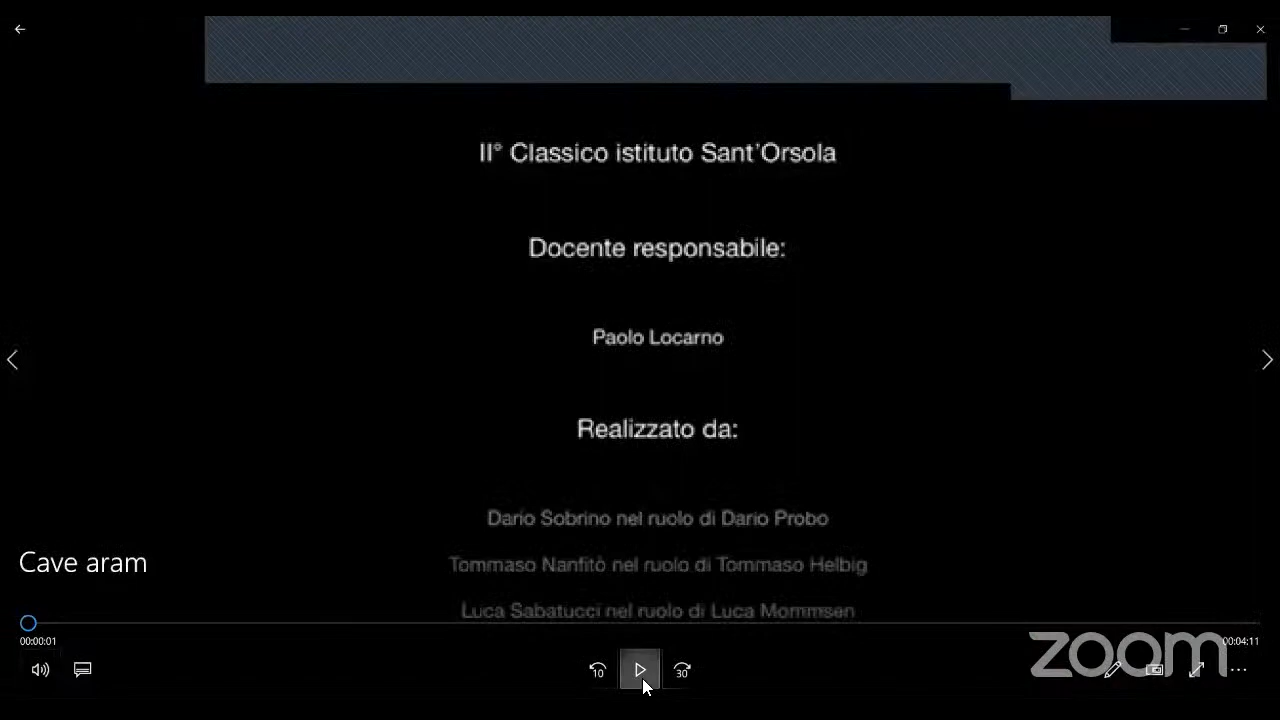 II° Classico istituto Sant'Orsola
Docente responsabile:
Paolo Locarno
Realizzato da:
Dario Sobrino nel ruolo di Dario Probo
Tommaso Nanfitò nel ruolo di Tommaso Helbig
Luca Sabatucci nel ruolo di Luca Mommsen
Cave aram
00:00:01
00:04:11
10
30
zoom